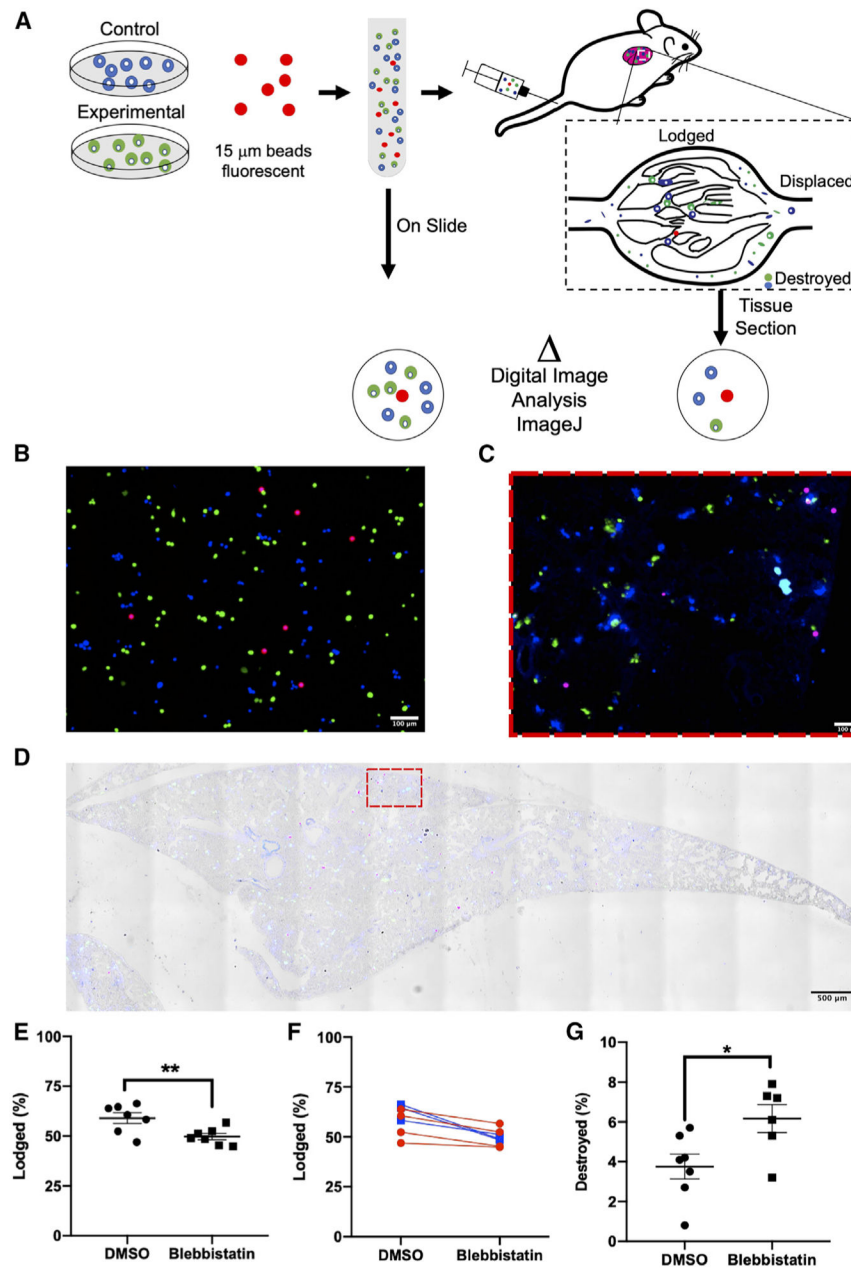 A
Control
Experimental
15 μm beads
fluorescent
On Slide
Lodged
Displaced
Destroyed
Tissue
Section
Δ
Digital Image
Analysis
ImageJ
B
100 μm
C
D
500 μm
E
100
75
50
25
0
Lodged (%)
**
DMSO
Blebbistatin
F
100
75
50
25
0
Lodged (%)
DMSO
Blebbistatin
G
10
8
6
4
2
0
Destroyed (%)
*
DMSO
Blebbistatin